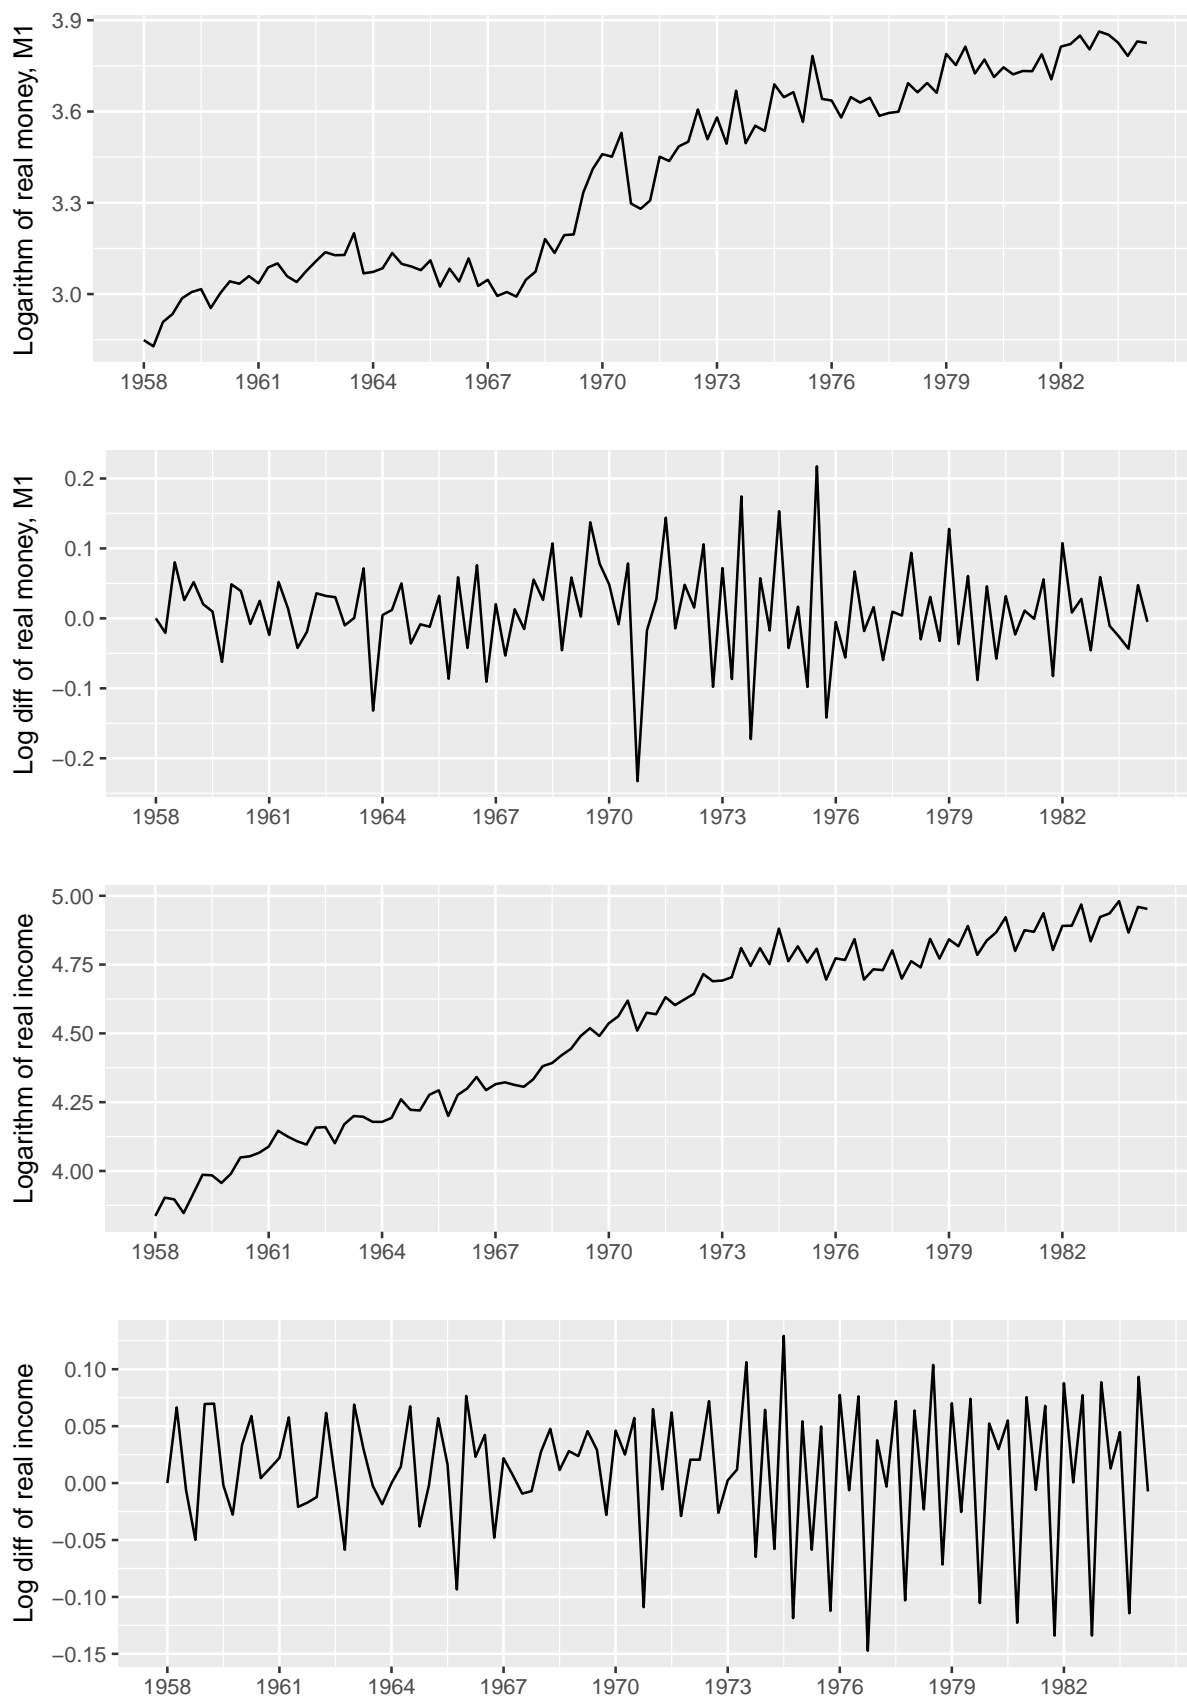 Logarithm of real money, M1
3.9
3.6
3.3
3.0
1958 1961 1964 1967 1970 1973 1976 1979 1982
Log diff of real money, M1
0.2
0.1
0.0
−0.1
−0.2
1958 1961 1964 1967 1970 1973 1976 1979 1982
Logarithm of real income
5.00
4.75
4.50
4.25
4.00
1958 1961 1964 1967 1970 1973 1976 1979 1982
Log diff of real income
0.10
0.05
0.00
−0.05
−0.10
−0.15
1958 1961 1964 1967 1970 1973 1976 1979 1982